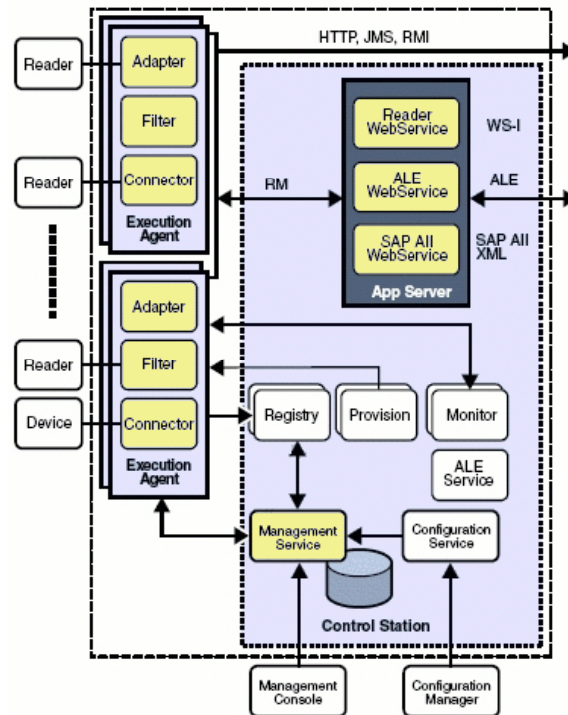 HTTP, JMS, RMI
Reader
Adapter
Filter
Reader
Connector
Execution
Agent
Reader
WebService
WS-I
RM
ALE
WebService
ALE
SAP AII
WebService
SAP AII
XML
App Server
Adapter
Reader
Filter
Device
Connector
Execution
Agent
Registry
Provision
Monitor
ALE
Service
Management
Service
Configuration
Service
Control Station
Management
Console
Configuration
Manager